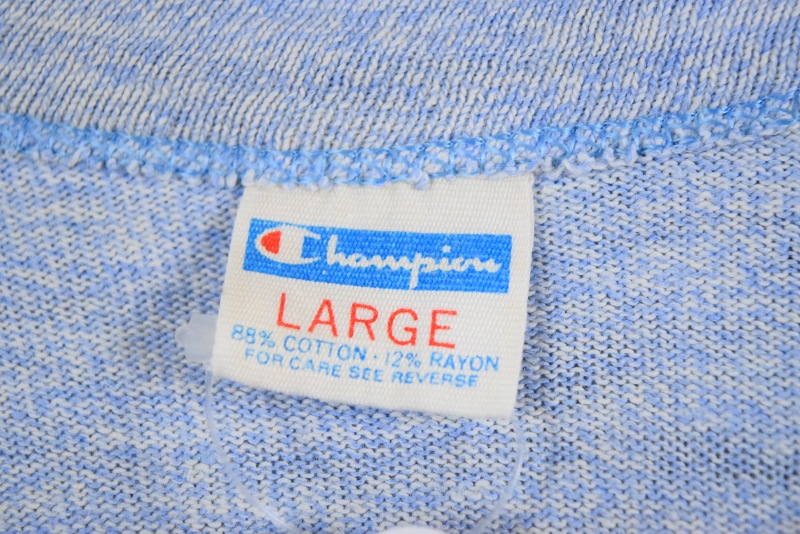 Champion
LARGE
88% COTTON · 12% RAYON
FOR CARE SEE REVERSE